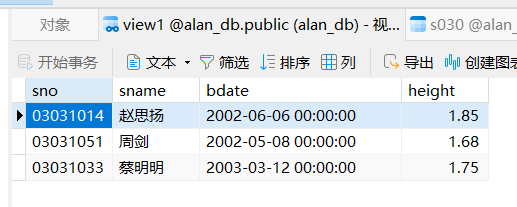 对象 view1 @alan_db.public (alan_db) - 视 s030 @alan_
开始事务 文本 筛选 排序 列 导出 创建图表
sno sname bdate height
03031014 赵思扬 2002-06-06 00:00:00 1.85
03031051 周剑 2002-05-08 00:00:00 1.68
03031033 蔡明明 2003-03-12 00:00:00 1.75